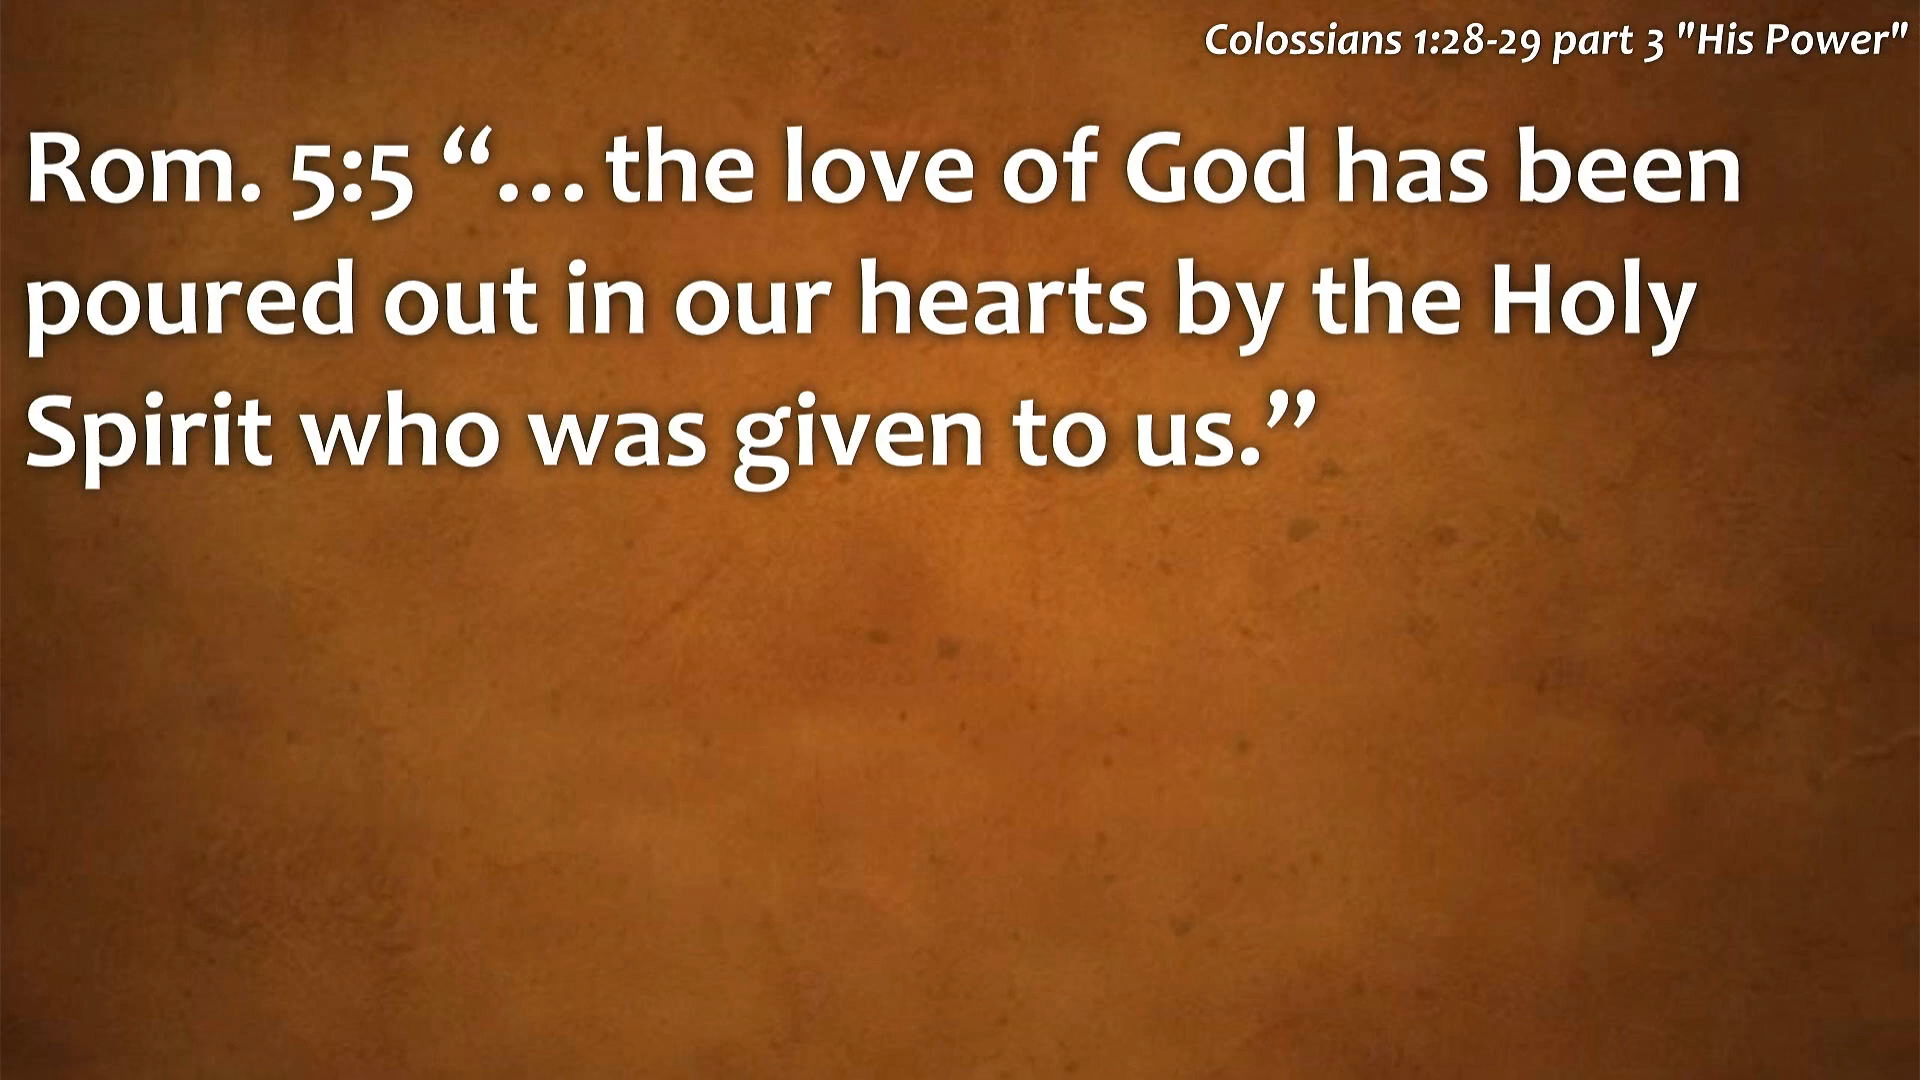 Colossians 1:28-29 part 3 "His Power"
Rom. 5:5 “… the love of God has been
poured out in our hearts by the Holy
Spirit who was given to us.”